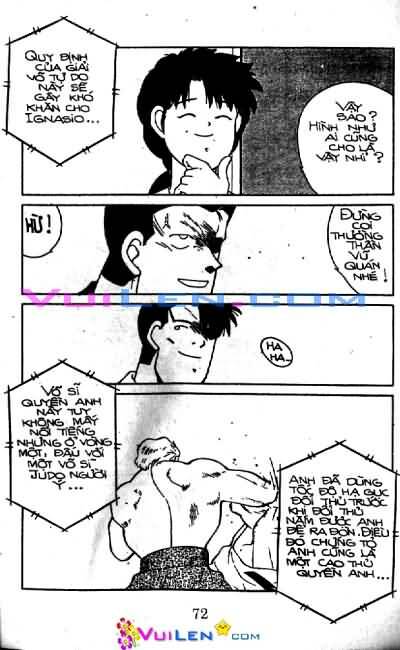 QUY ĐỊNH
CỦA GIẢI
VÕ TỰ DO
NÀY SẼ
GÂY KHÓ
KHĂN CHO
IGNASIO...
VẬY
SAO?
HÌNH NHƯ
AI CŨNG
CHO LÀ
VẬY NHỈ?
HỪ!
ĐỪNG
COI
THƯỜNG
THẦN
VŨ
QUÁN
NHÉ!
VUILEN.COM
HA
HA...
VÕ SĨ
QUYỀN ANH
NÀY TUY
KHÔNG MẤY
NỔI TIẾNG
NHƯNG Ở VÒNG
MỘT, ĐẤU VỚI
MỘT VÕ SĨ
JUDO NGƯỜI
Ý...
ANH ĐÃ DÙNG
TỐC ĐỘ HẠ GỤC
ĐỐI THỦ TRƯỚC
KHI ĐỐI THỦ
NẮM ĐƯỢC ANH
ĐỂ RA ĐÒN. ĐIỀU
ĐÓ CHỨNG TỎ
ANH CŨNG LÀ
MỘT CAO THỦ
QUYỀN ANH...
72
VUILEN.COM